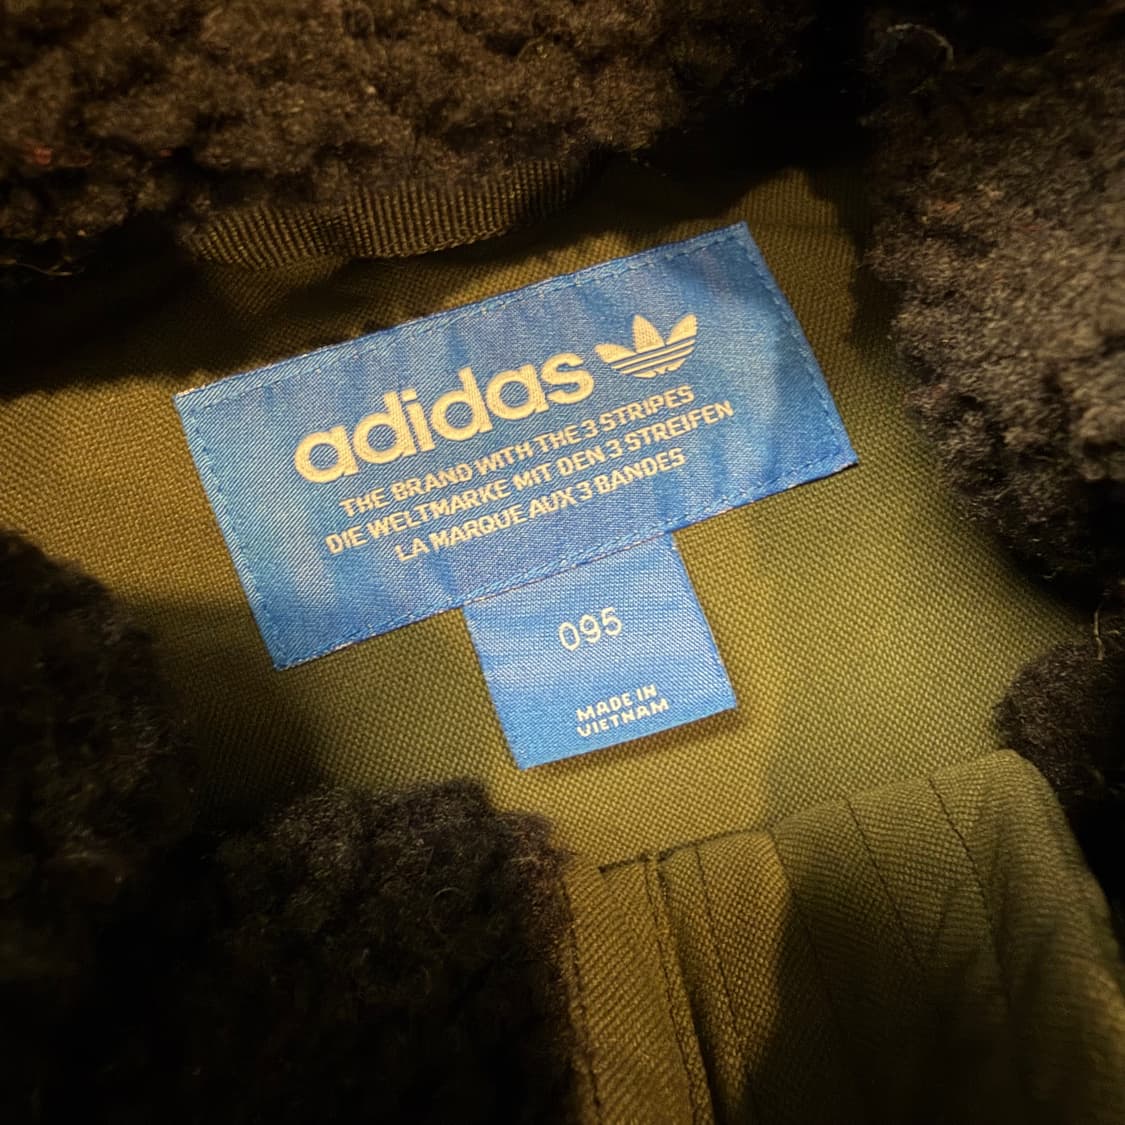 adidas
THE BRAND WITH THE 3 STRIPES
DIE WELTMARKE MIT DEN 3 STREIFEN
LA MARQUE AUX 3 BANDES
095
MADE IN
VIETNAM